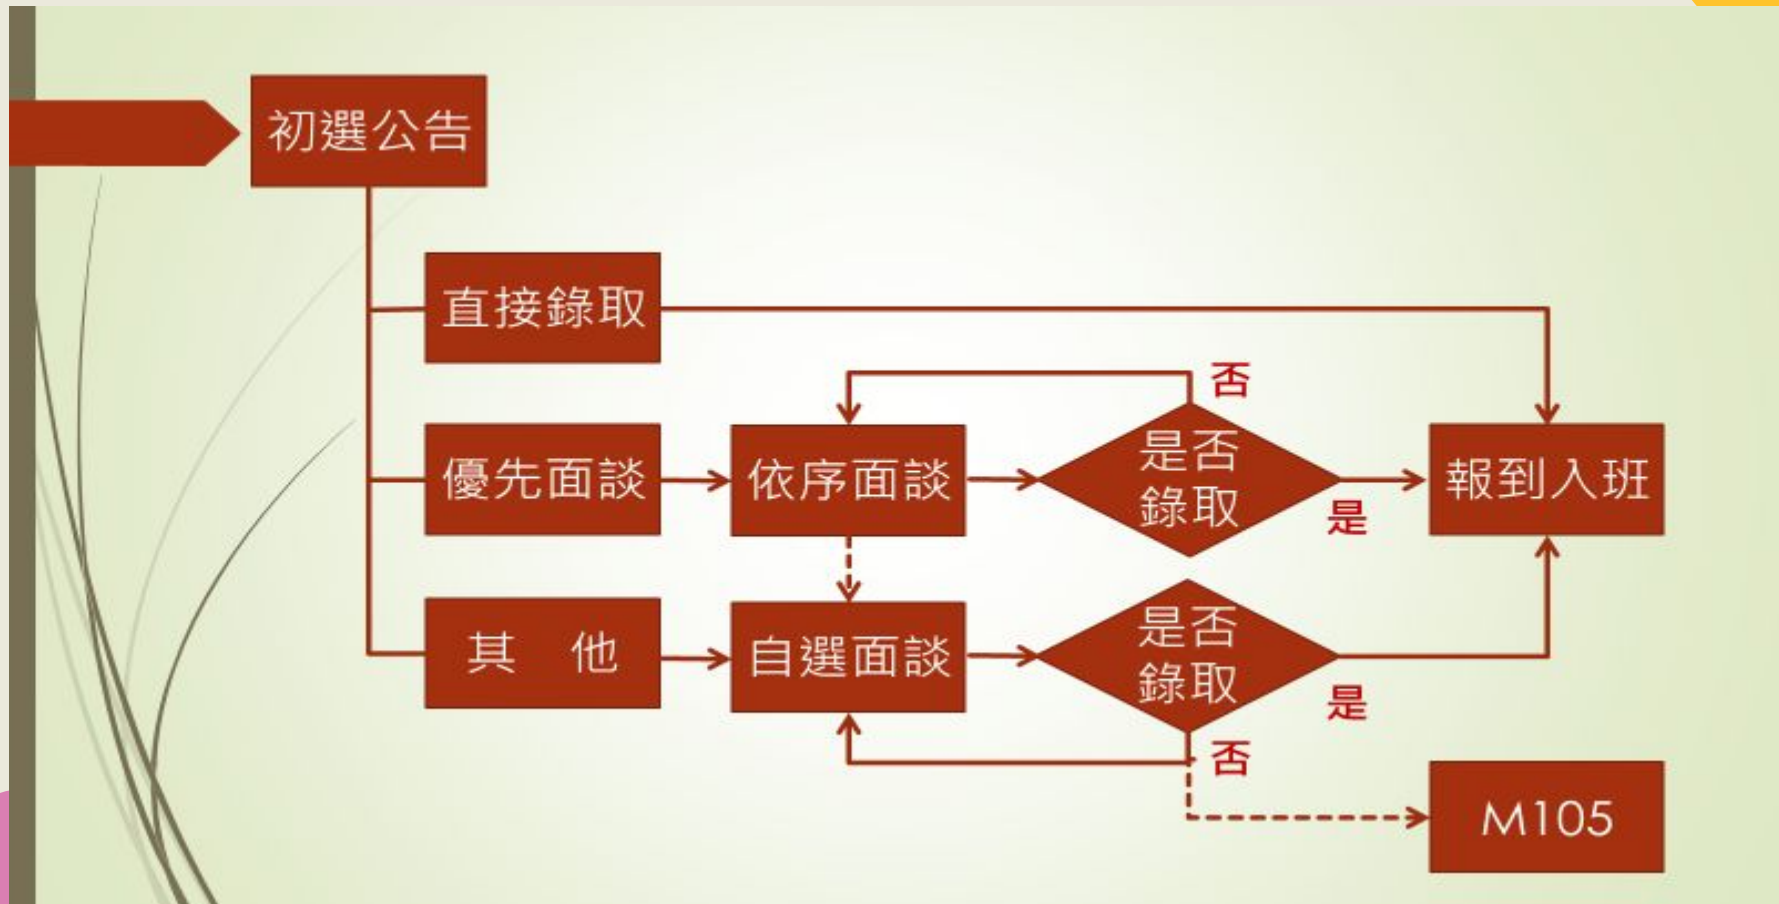 初選公告
直接錄取
否
優先面談
依序面談
是否
錄取
是
報到入班
其 他
自選面談
是否
錄取
是
否
M105